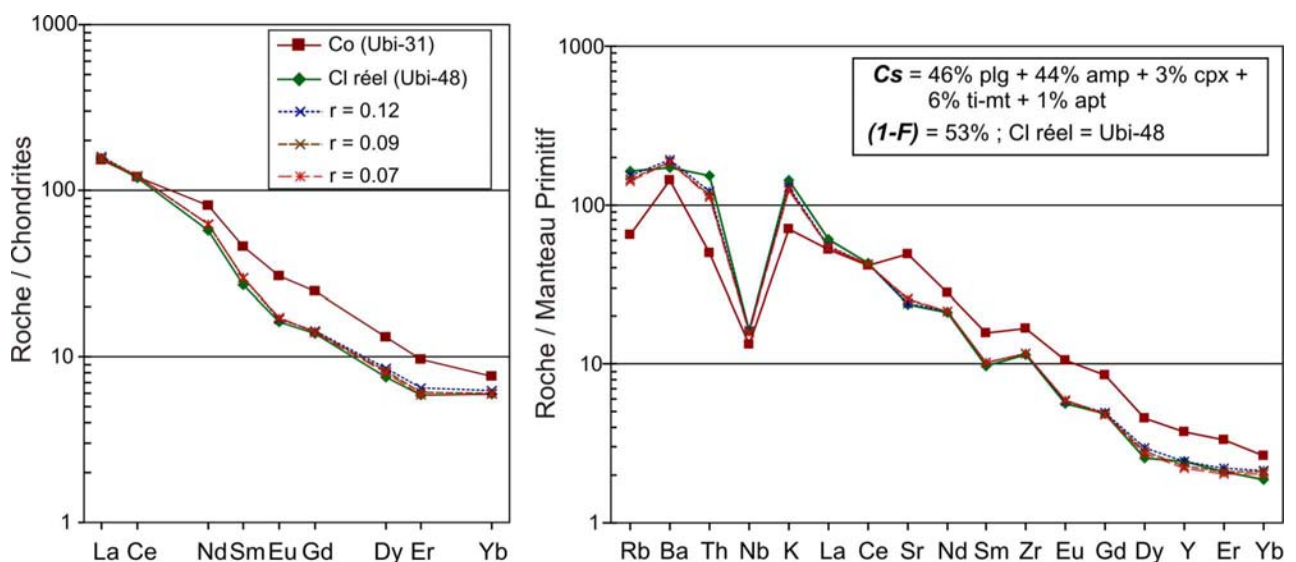 1000
100
10
1
Roche / Chondrites
Co (Ubi-31)
Cl réel (Ubi-48)
r = 0.12
r = 0.09
r = 0.07
La Ce Nd Sm Eu Gd Dy Er Yb
1000
100
10
1
Roche / Manteau Primitif
Cs = 46% plg + 44% amp + 3% cpx +
6% ti-mt + 1% apt
(1-F) = 53% ; Cl réel = Ubi-48
Rb Ba Th Nb K La Ce Sr Nd Sm Zr Eu Gd Dy Y Er Yb